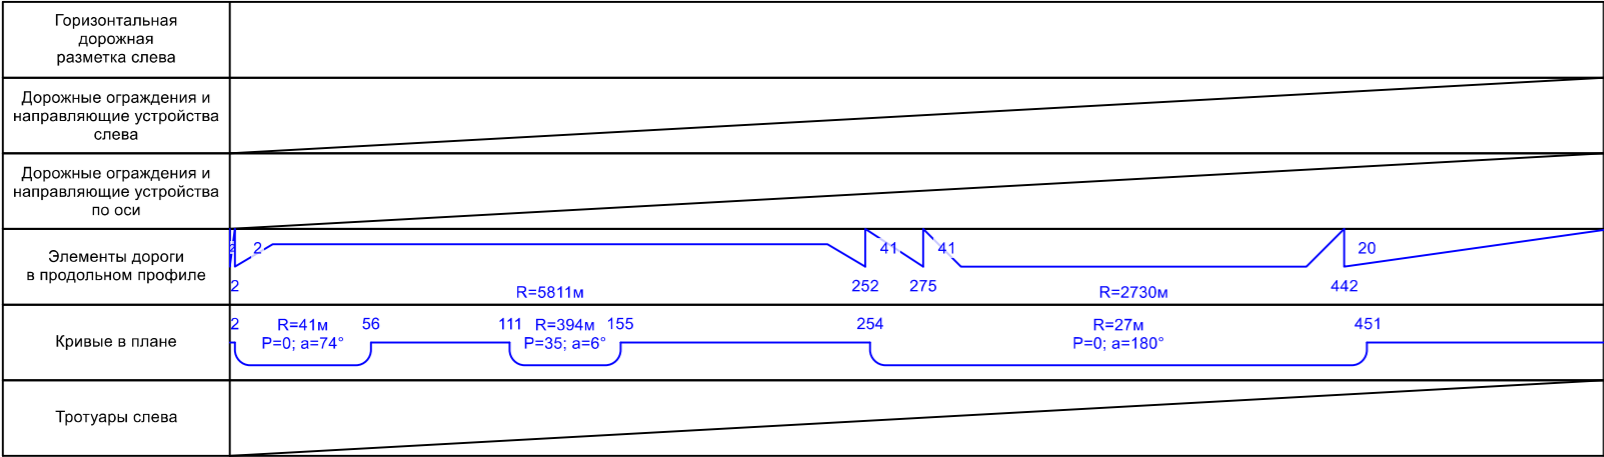 Горизонтальная
дорожная
разметка слева
Дорожные ограждения и
направляющие устройства
слева
Дорожные ограждения и
направляющие устройства
по оси
Элементы дороги
в продольном профиле
2 41 41 20
2 252 275 442
R=5811м R=2730м
Кривые в плане
2 R=41м 56 111 R=394м 155 254 R=27м 451
P=0; a=74° P=35; a=6° P=0; a=180°
Тротуары слева